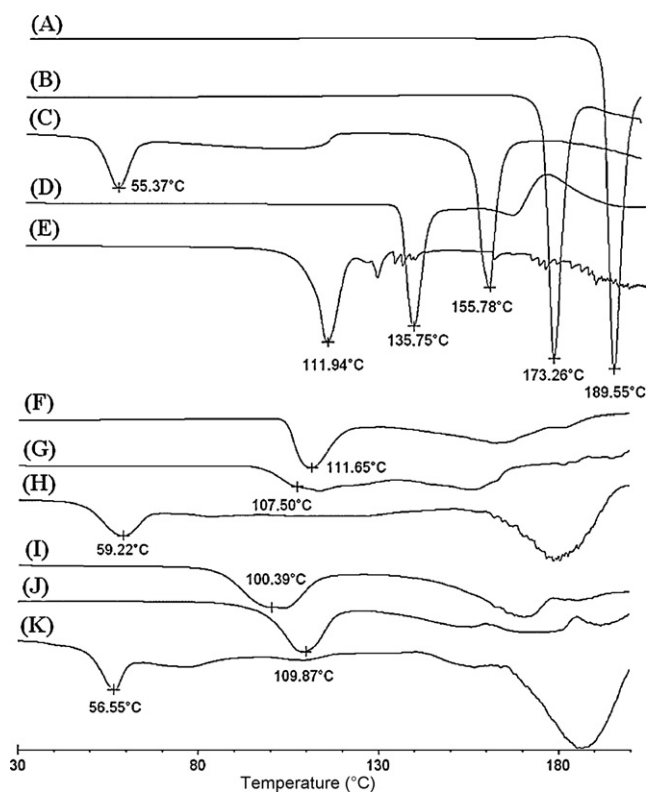 (A)
(B)
(C)
55.37°C
(D)
(E)
155.78°C
135.75°C
111.94°C
173.26°C
189.55°C
(F)
111.65°C
(G)
107.50°C
(H)
59.22°C
(I)
100.39°C
(J)
(K)
109.87°C
56.55°C
30 80 130 180
Temperature (°C)